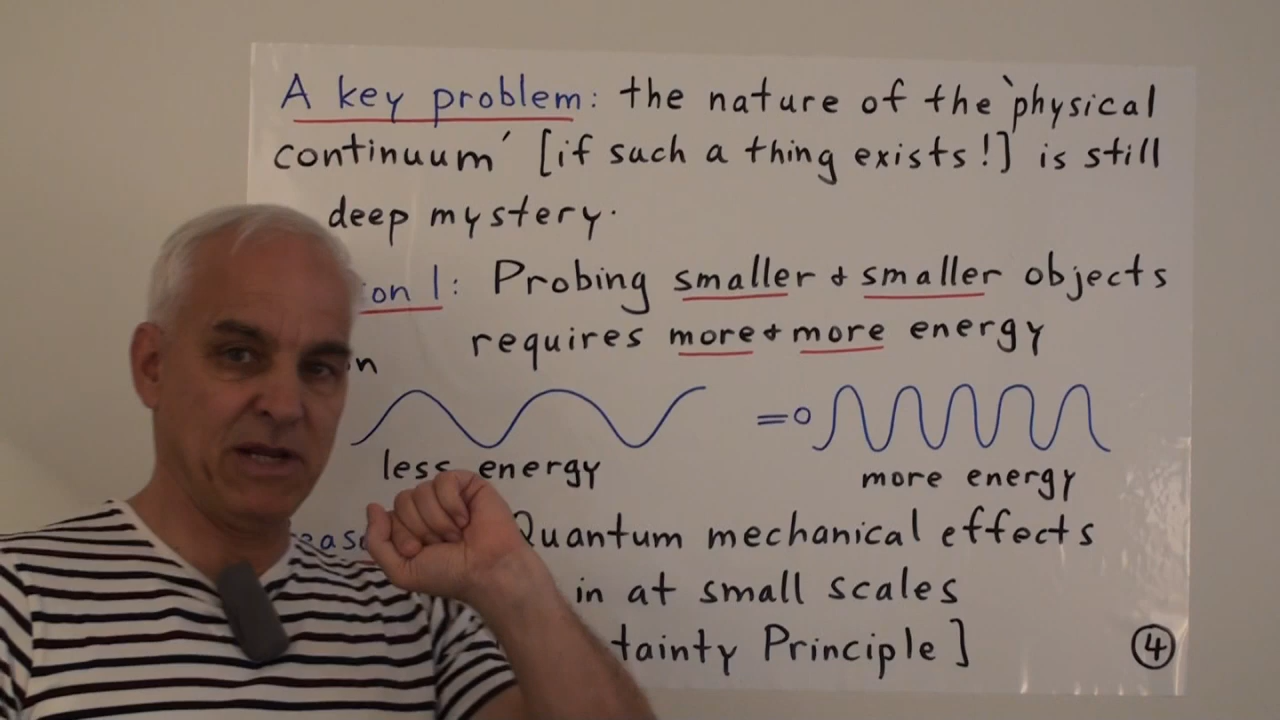 A key problem: the nature of the `physical
continuum´ [if such a thing exists!] is still
deep mystery.
on 1: Probing smaller & smaller objects
requires more & more energy
n
less energy
=o
more energy
Quantum mechanical effects
in at small scales
tainty Principle]
4